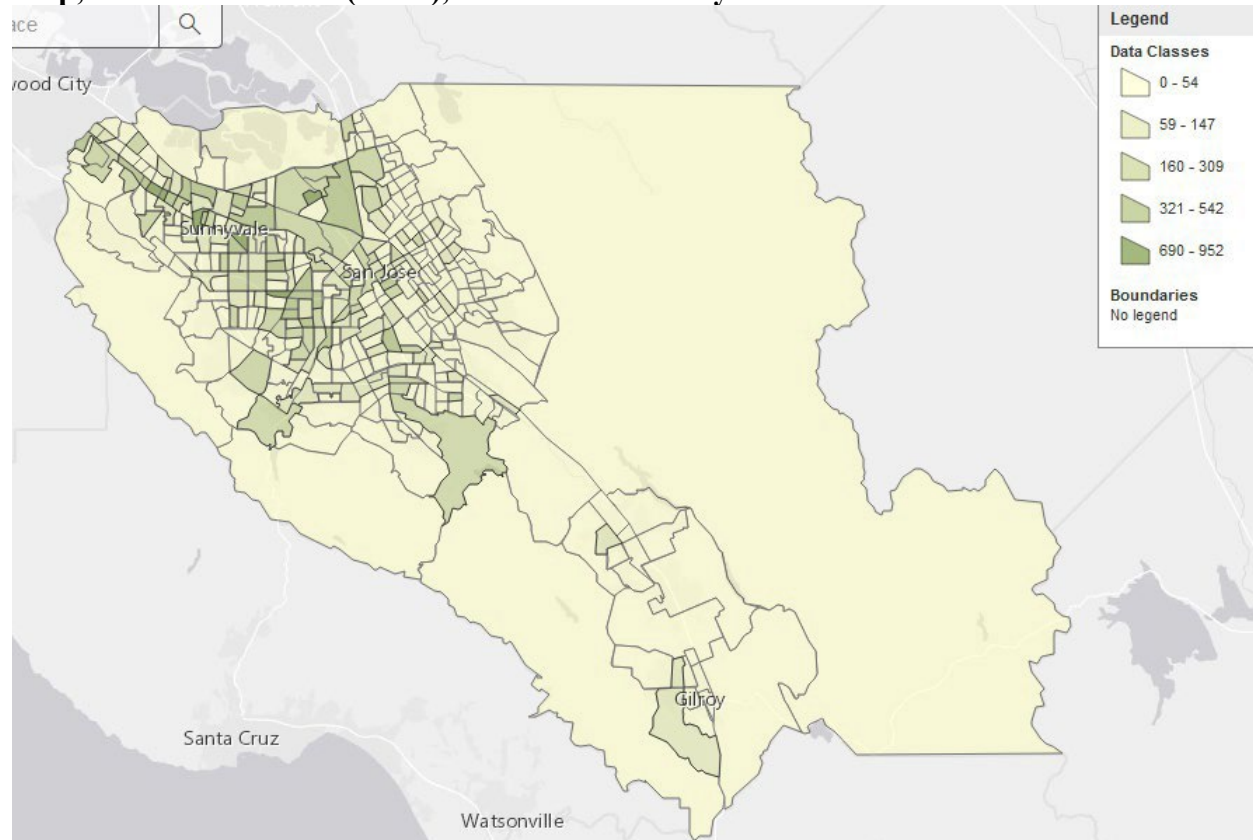 ace
Legend
Data Classes
wood City
0 - 54
59 - 147
160 - 309
321 - 542
690 - 952
Sunnyvale
San Jose
Boundaries
No legend
Gilroy
Santa Cruz
Watsonville